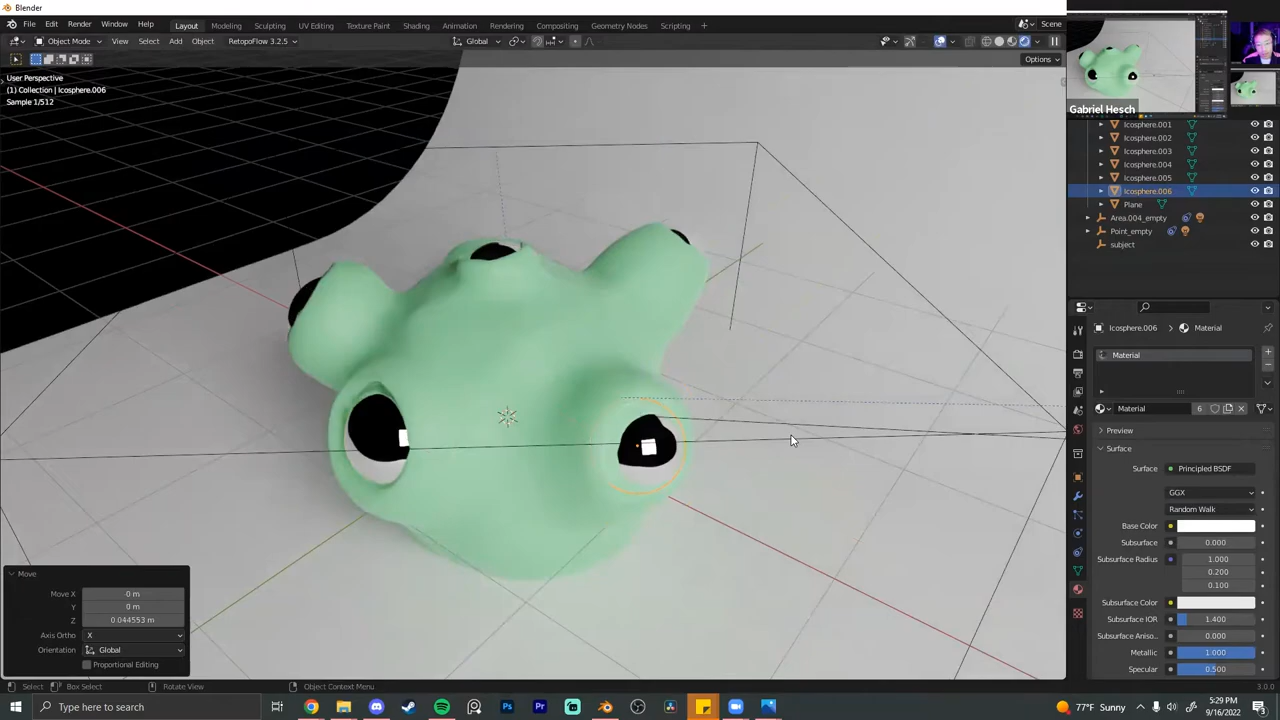 Blender
File Edit Render Window Help Layout Modeling Sculpting UV Editing Texture Paint Shading Animation Rendering Compositing Geometry Nodes Scripting + Scene
Object Mode View Select Add Object RetopoFlow 3.2.5 Global
Options
User Perspective
(1) Collection | Icosphere.006
Sample 1/512
Gabriel Hesch
Icosphere.001
Icosphere.002
Icosphere.003
Icosphere.004
Icosphere.005
Icosphere.006
Plane
Area.004_empty
Point_empty
subject
Icosphere.006 Material
Material
Material 6
Preview
Surface
Surface Principled BSDF
GGX
Random Walk
Base Color
Subsurface 0.000
Subsurface Radius 1.000
0.200
0.100
Subsurface Color
Subsurface IOR 1.400
Subsurface Aniso... 0.000
Metallic 1.000
Specular 0.500
Move
Move X 0 m
Y 0 m
Z 0.044553 m
Axis Ortho X
Orientation Global
Proportional Editing
Select Box Select Rotate View Object Context Menu 3.0.0
Type here to search
77°F Sunny
5:29 PM
9/16/2022